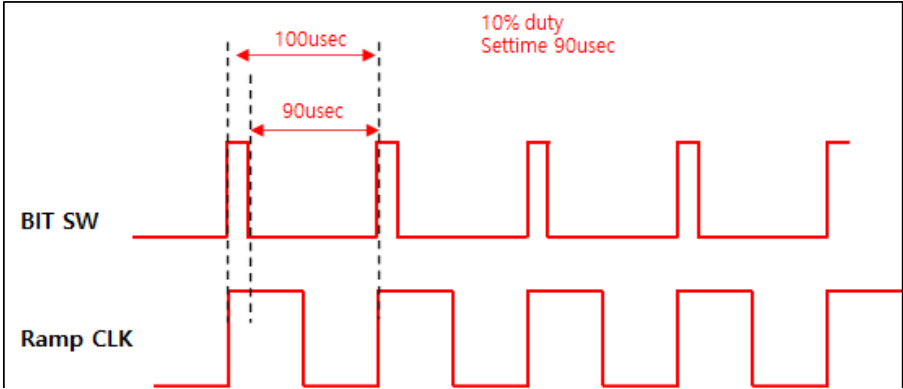 100usec
10% duty
Settime 90usec
90usec
BIT SW
Ramp CLK